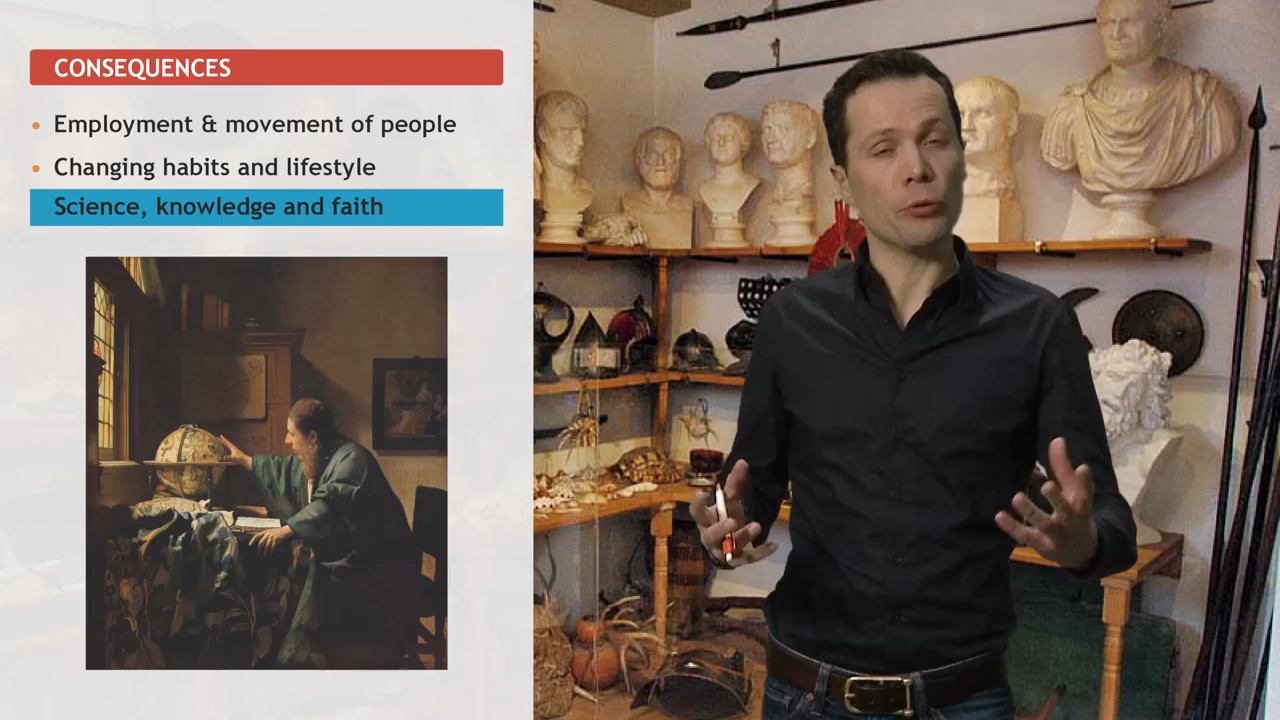 CONSEQUENCES
Employment & movement of people
Changing habits and lifestyle
Science, knowledge and faith